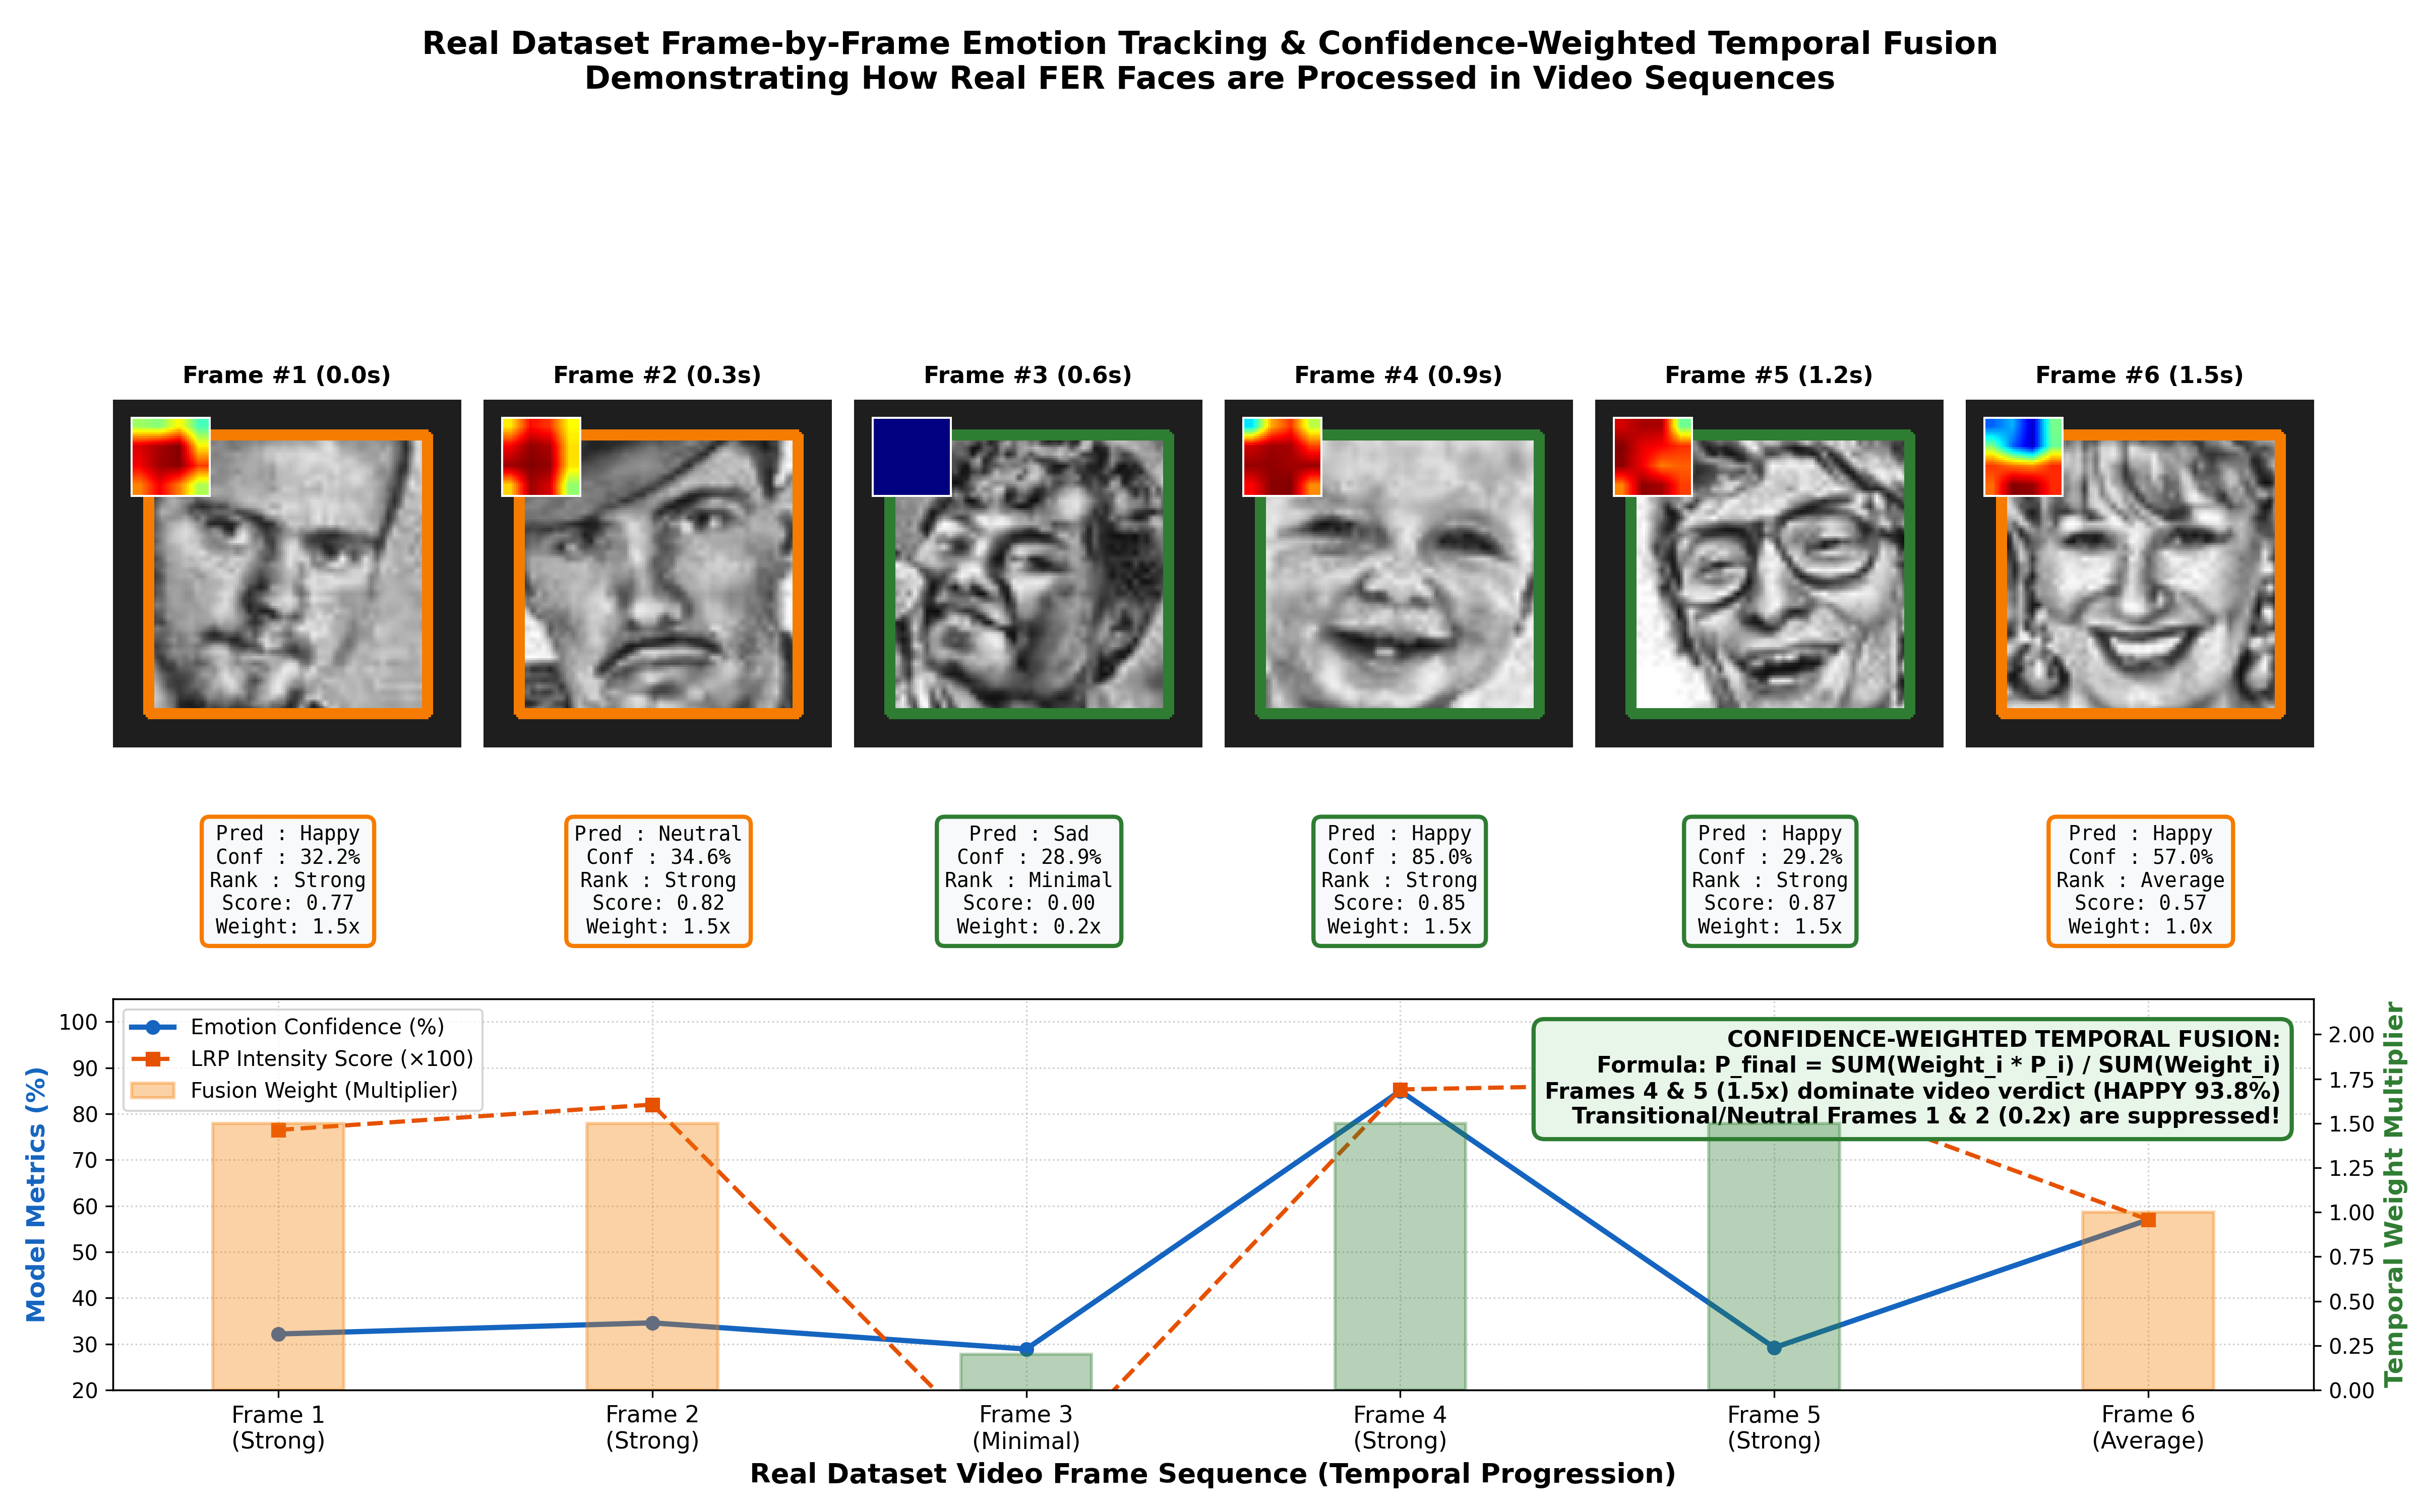 Real Dataset Frame-by-Frame Emotion Tracking & Confidence-Weighted Temporal Fusion
Demonstrating How Real FER Faces are Processed in Video Sequences
Frame #1 (0.0s)
Frame #2 (0.3s)
Frame #3 (0.6s)
Frame #4 (0.9s)
Frame #5 (1.2s)
Frame #6 (1.5s)
Pred : Happy
Conf : 32.2%
Rank : Strong
Score: 0.77
Weight: 1.5x
Pred : Neutral
Conf : 34.6%
Rank : Strong
Score: 0.82
Weight: 1.5x
Pred : Sad
Conf : 28.9%
Rank : Minimal
Score: 0.00
Weight: 0.2x
Pred : Happy
Conf : 85.0%
Rank : Strong
Score: 0.85
Weight: 1.5x
Pred : Happy
Conf : 29.2%
Rank : Strong
Score: 0.87
Weight: 1.5x
Pred : Happy
Conf : 57.0%
Rank : Average
Score: 0.57
Weight: 1.0x
Model Metrics (%)
100
90
80
70
60
50
40
30
20
Emotion Confidence (%)
LRP Intensity Score (×100)
Fusion Weight (Multiplier)
CONFIDENCE-WEIGHTED TEMPORAL FUSION:
Formula: P_final = SUM(Weight_i * P_i) / SUM(Weight_i)
Frames 4 & 5 (1.5x) dominate video verdict (HAPPY 93.8%)
Transitional/Neutral Frames 1 & 2 (0.2x) are suppressed!
2.00
1.75
1.50
1.25
1.00
0.75
0.50
0.25
0.00
Temporal Weight Multiplier
Frame 1
(Strong)
Frame 2
(Strong)
Frame 3
(Minimal)
Frame 4
(Strong)
Frame 5
(Strong)
Frame 6
(Average)
Real Dataset Video Frame Sequence (Temporal Progression)